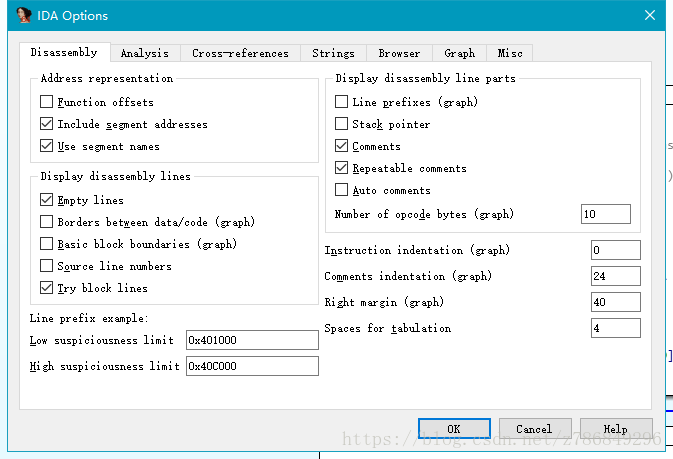 IDA Options
Disassembly Analysis Cross-references Strings Browser Graph Misc
Address representation
Function offsets
Include segment addresses
Use segment names
Display disassembly lines
Empty lines
Borders between data/code (graph)
Basic block boundaries (graph)
Source line numbers
Try block lines
Line prefix example:
Low suspiciousness limit 0x401000
High suspiciousness limit 0x40C000
Display disassembly line parts
Line prefixes (graph)
Stack pointer
Comments
Repeatable comments
Auto comments
Number of opcode bytes (graph) 10
Instruction indentation (graph) 0
Comments indentation (graph) 24
Right margin (graph) 40
Spaces for tabulation 4
OK Cancel Help
s
)
]
https://blog.csdn.net/z786849296